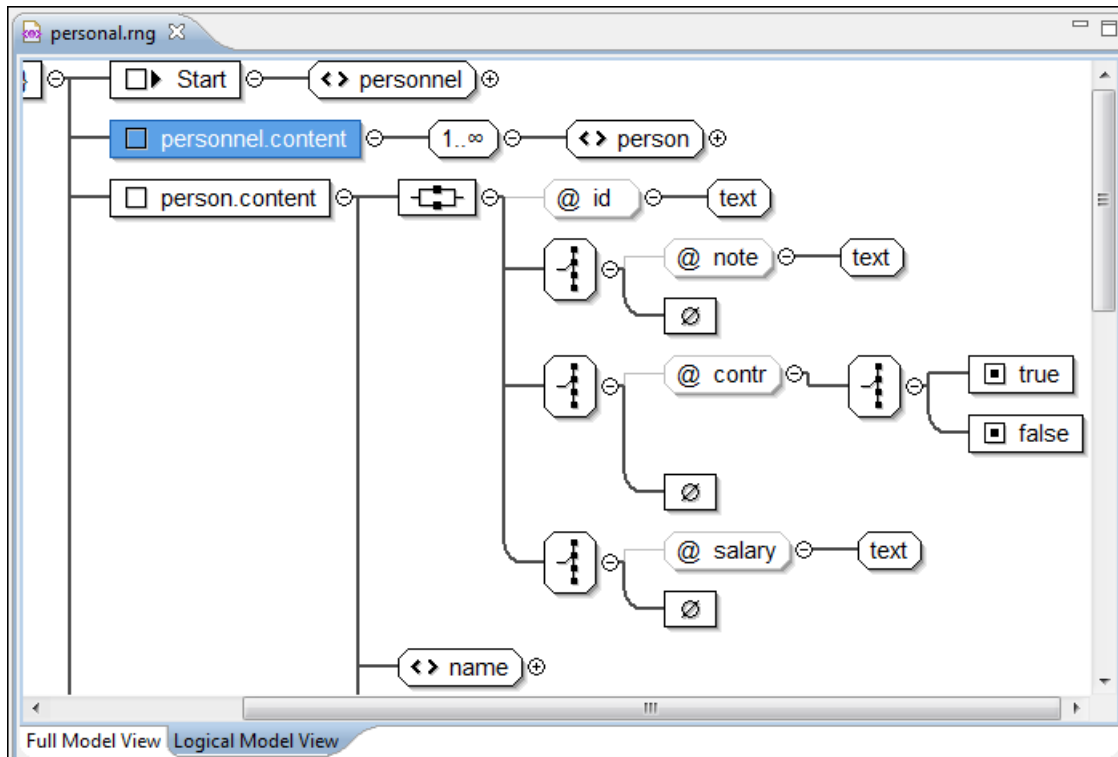 personal.rng
} Start <> personnel
personnel.content 1..∞ <> person
person.content @ id text
@ note text
∅
@ contr true
false
∅
@ salary text
∅
<> name
Full Model View Logical Model View